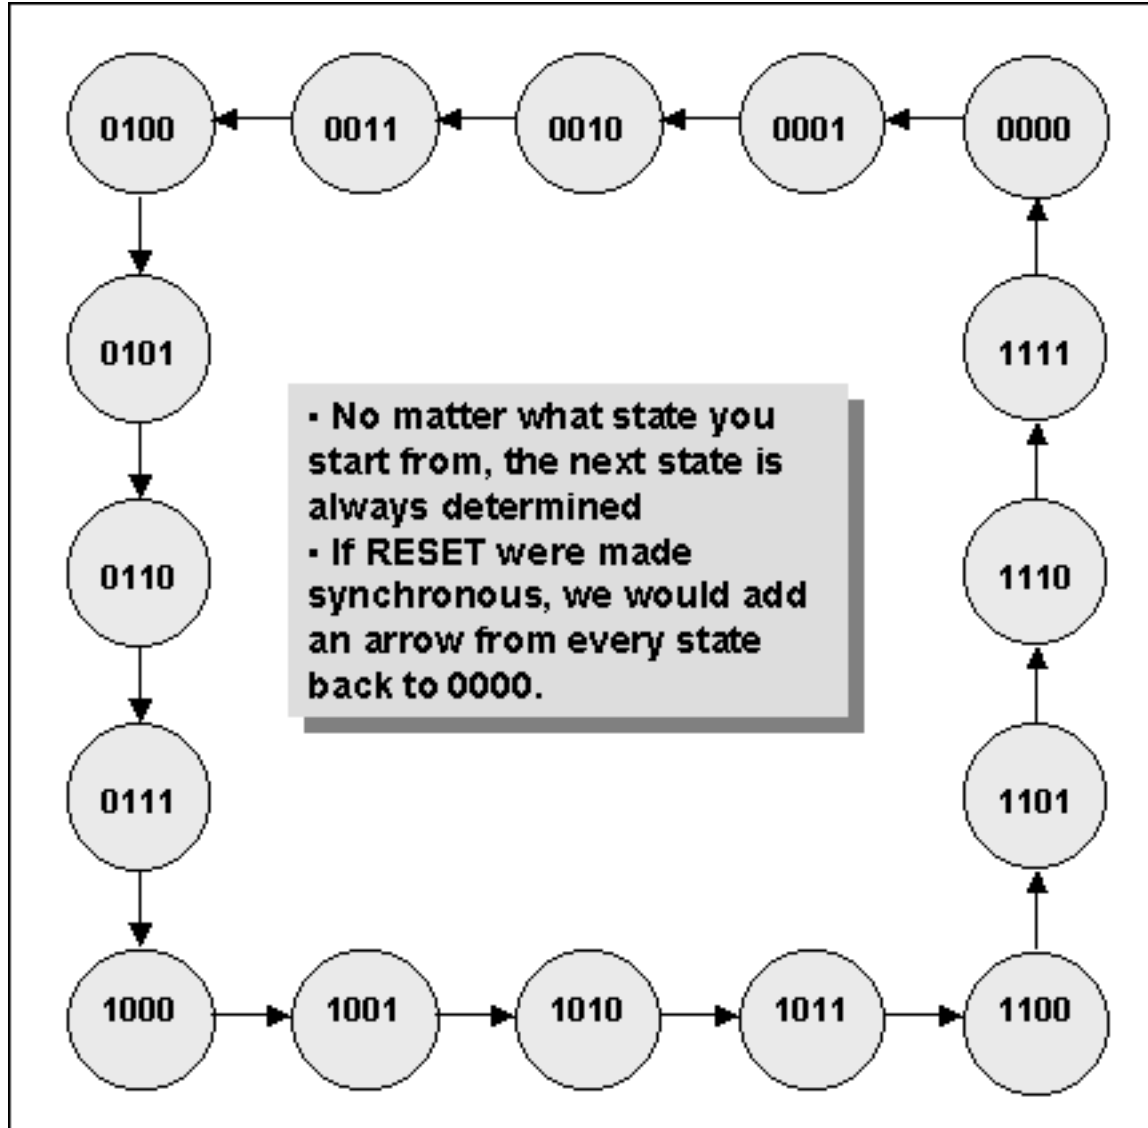 0100 0011 0010 0001 0000
0101 1111
▪ No matter what state you
start from, the next state is
always determined
▪ If RESET were made
synchronous, we would add
an arrow from every state
back to 0000.
0110 1110
0111 1101
1000 1001 1010 1011 1100